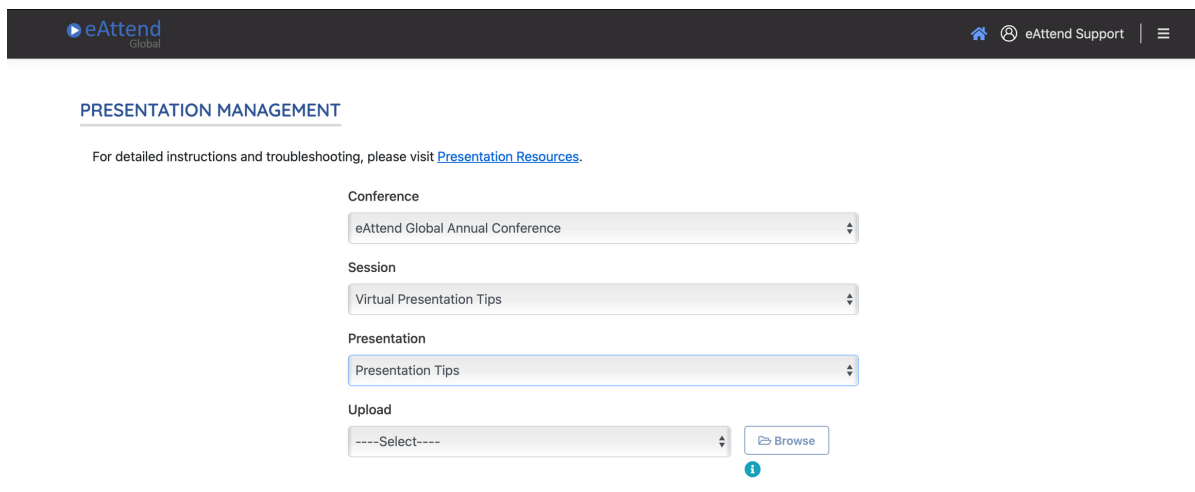 eAttend
Global
eAttend Support
PRESENTATION MANAGEMENT
For detailed instructions and troubleshooting, please visit Presentation Resources.
Conference
eAttend Global Annual Conference
Session
Virtual Presentation Tips
Presentation
Presentation Tips
Upload
----Select----
Browse